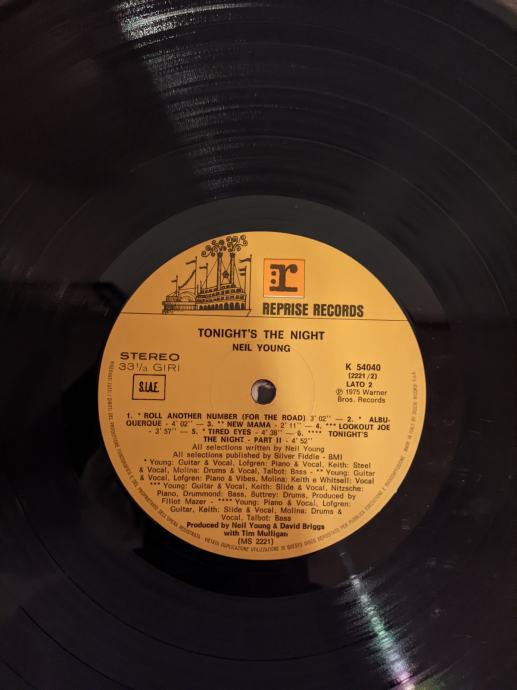 r
REPRISE RECORDS
TONIGHT'S THE NIGHT
NEIL YOUNG
STEREO
33 1/3 GIRI
S.I.A.E.
K 54040
(2221/2)
LATO 2
℗ 1975 Warner
Bros. Records
1. * ROLL ANOTHER NUMBER (FOR THE ROAD) 3' 02" — 2. * ALBU-
QUERQUE - 4' 02" — 3. ** NEW MAMA - 2' 11" — 4. *** LOOKOUT JOE
- 3' 57" — 5. * TIRED EYES - 4' 38" — 6. **** TONIGHT'S
THE NIGHT - PART II - 4' 52"
All selections written by Neil Young
All selections published by Silver Fiddle - BMI
* Young: Guitar & Vocal, Lofgren: Piano & Vocal, Keith: Steel
& Vocal, Molina: Drums & Vocal, Talbot: Bass - ** Young: Guitar
& Vocal, Lofgren: Piano & Vibes, Molina: Keith e Whitsell: Vocal
- *** Young: Guitar & Vocal, Keith: Slide & Vocal, Nitzsche:
Piano, Drummond: Bass, Buttrey: Drums, Produced by
Filiot Mazer - **** Young: Piano & Vocal, Lofgren:
Guitar, Keith: Slide & Vocal, Molina: Drums &
Vocal, Talbot: Bass
Produced by Neil Young & David Briggs
with Tim Mulligan
(MS 2221)